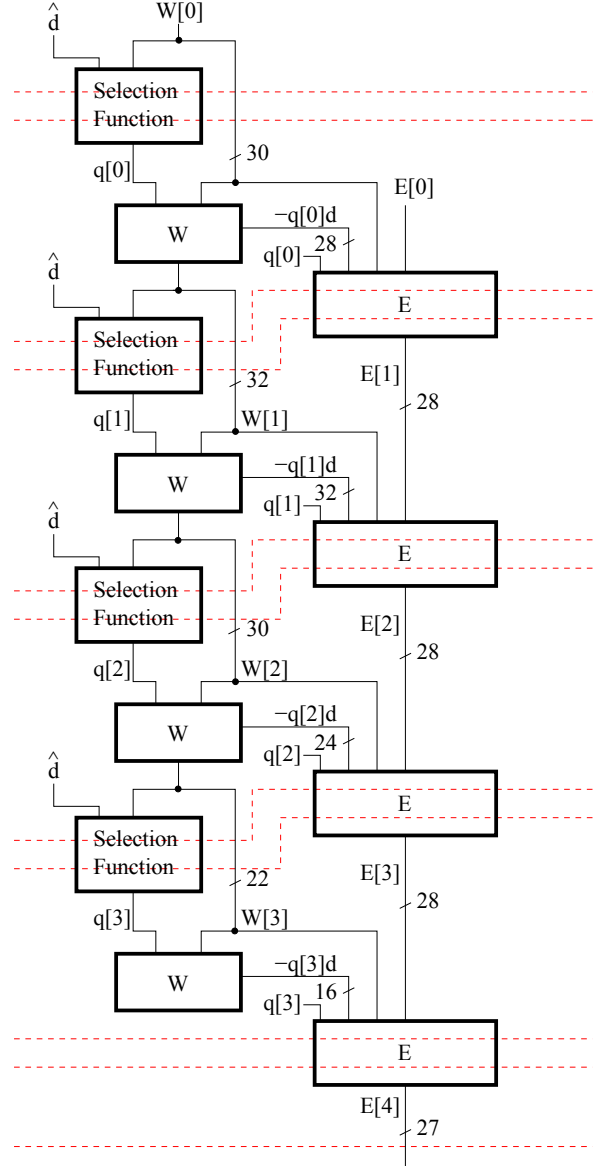 W[0]
d̂
Selection
Function
30
q[0]
E[0]
W
−q[0]d
28
q[0]
d̂
E
Selection
Function
E[1]
32
28
q[1]
W[1]
W
−q[1]d
32
q[1]
d̂
E
Selection
Function
E[2]
30
28
q[2]
W[2]
W
−q[2]d
24
q[2]
d̂
E
Selection
Function
E[3]
22
28
q[3]
W[3]
W
−q[3]d
16
q[3]
E
E[4]
27